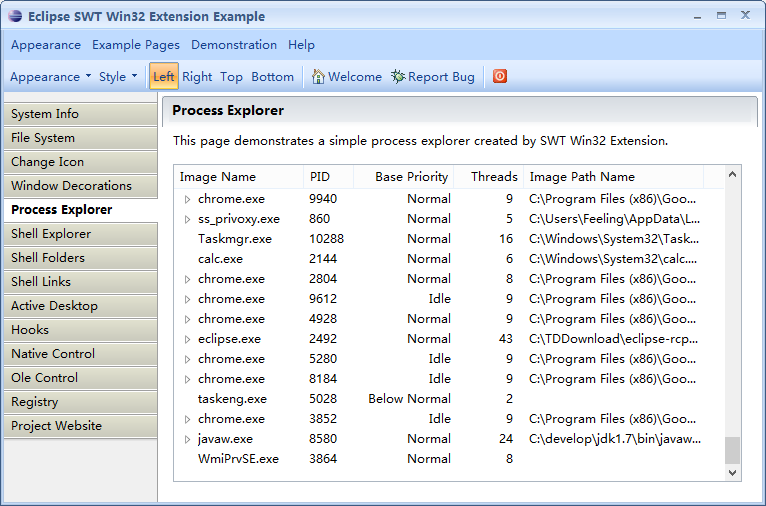 Eclipse SWT Win32 Extension Example
Appearance Example Pages Demonstration Help
Appearance Style Left Right Top Bottom Welcome Report Bug
System Info
File System
Change Icon
Window Decorations
Process Explorer
Shell Explorer
Shell Folders
Shell Links
Active Desktop
Hooks
Native Control
Ole Control
Registry
Project Website
Process Explorer
This page demonstrates a simple process explorer created by SWT Win32 Extension.
Image Name PID Base Priority Threads Image Path Name
chrome.exe 9940 Normal 9 C:\Program Files (x86)\Goo...
ss_privoxy.exe 860 Normal 5 C:\Users\Feeling\AppData\L...
Taskmgr.exe 10288 Normal 16 C:\Windows\System32\Task...
calc.exe 2144 Normal 6 C:\Windows\System32\calc....
chrome.exe 2804 Normal 8 C:\Program Files (x86)\Goo...
chrome.exe 9612 Idle 9 C:\Program Files (x86)\Goo...
chrome.exe 4928 Normal 9 C:\Program Files (x86)\Goo...
eclipse.exe 2492 Normal 43 C:\TDDownload\eclipse-rcp...
chrome.exe 5280 Idle 9 C:\Program Files (x86)\Goo...
chrome.exe 8184 Idle 9 C:\Program Files (x86)\Goo...
taskeng.exe 5028 Below Normal 2
chrome.exe 3852 Idle 9 C:\Program Files (x86)\Goo...
javaw.exe 8580 Normal 24 C:\develop\jdk1.7\bin\javaw...
WmiPrvSE.exe 3864 Normal 8